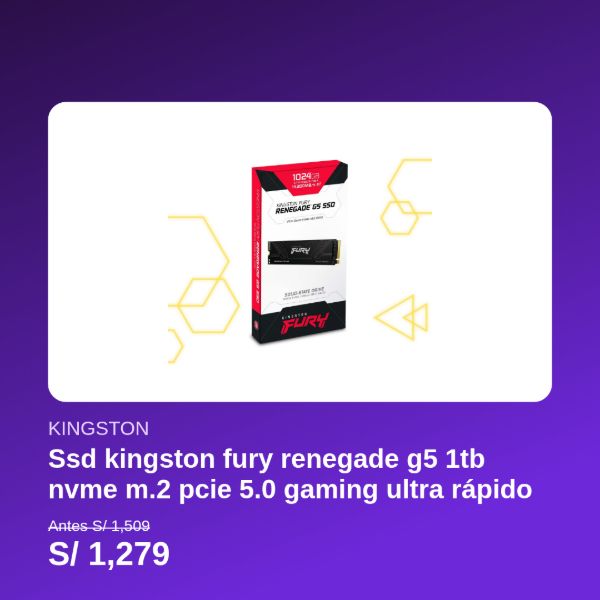 1024GB
KINGSTON FURY
RENEGADE G5 SSD
FURY
SOLID STATE DRIVE
KINGSTON
FURY
KINGSTON
Ssd kingston fury renegade g5 1tb
nvme m.2 pcie 5.0 gaming ultra rápido
Antes S/ 1,509
S/ 1,279